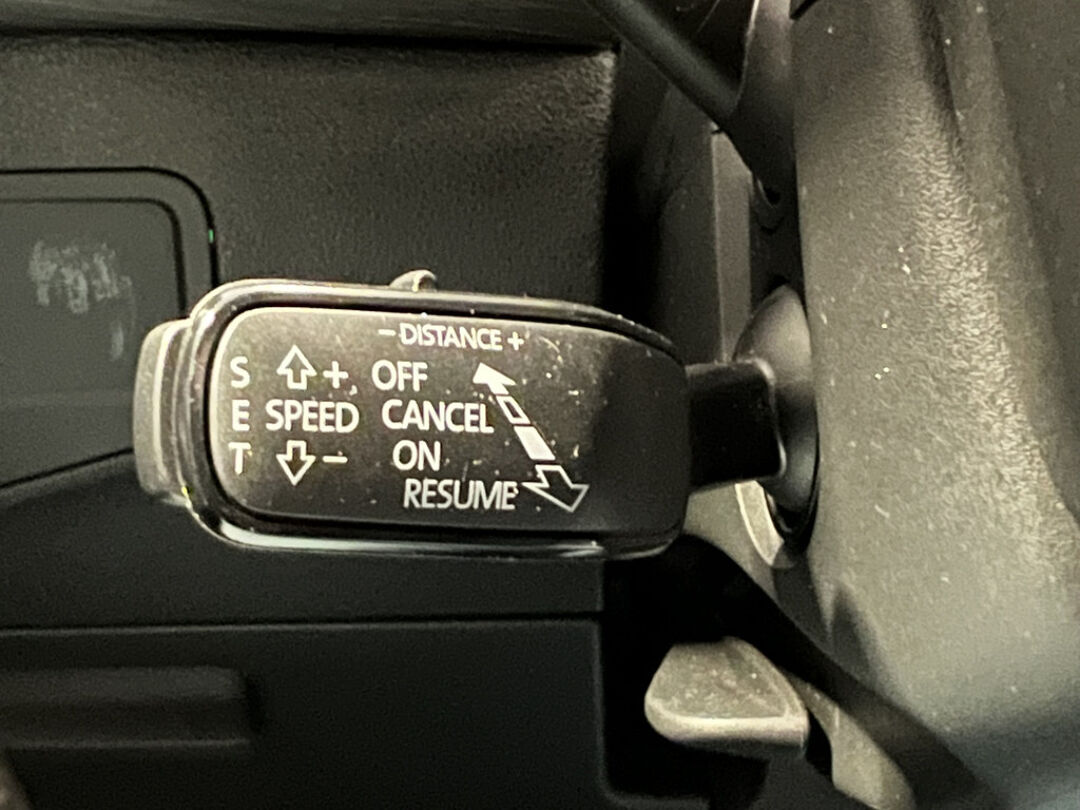 − DISTANCE +
S + OFF
E SPEED CANCEL
T − ON
RESUME